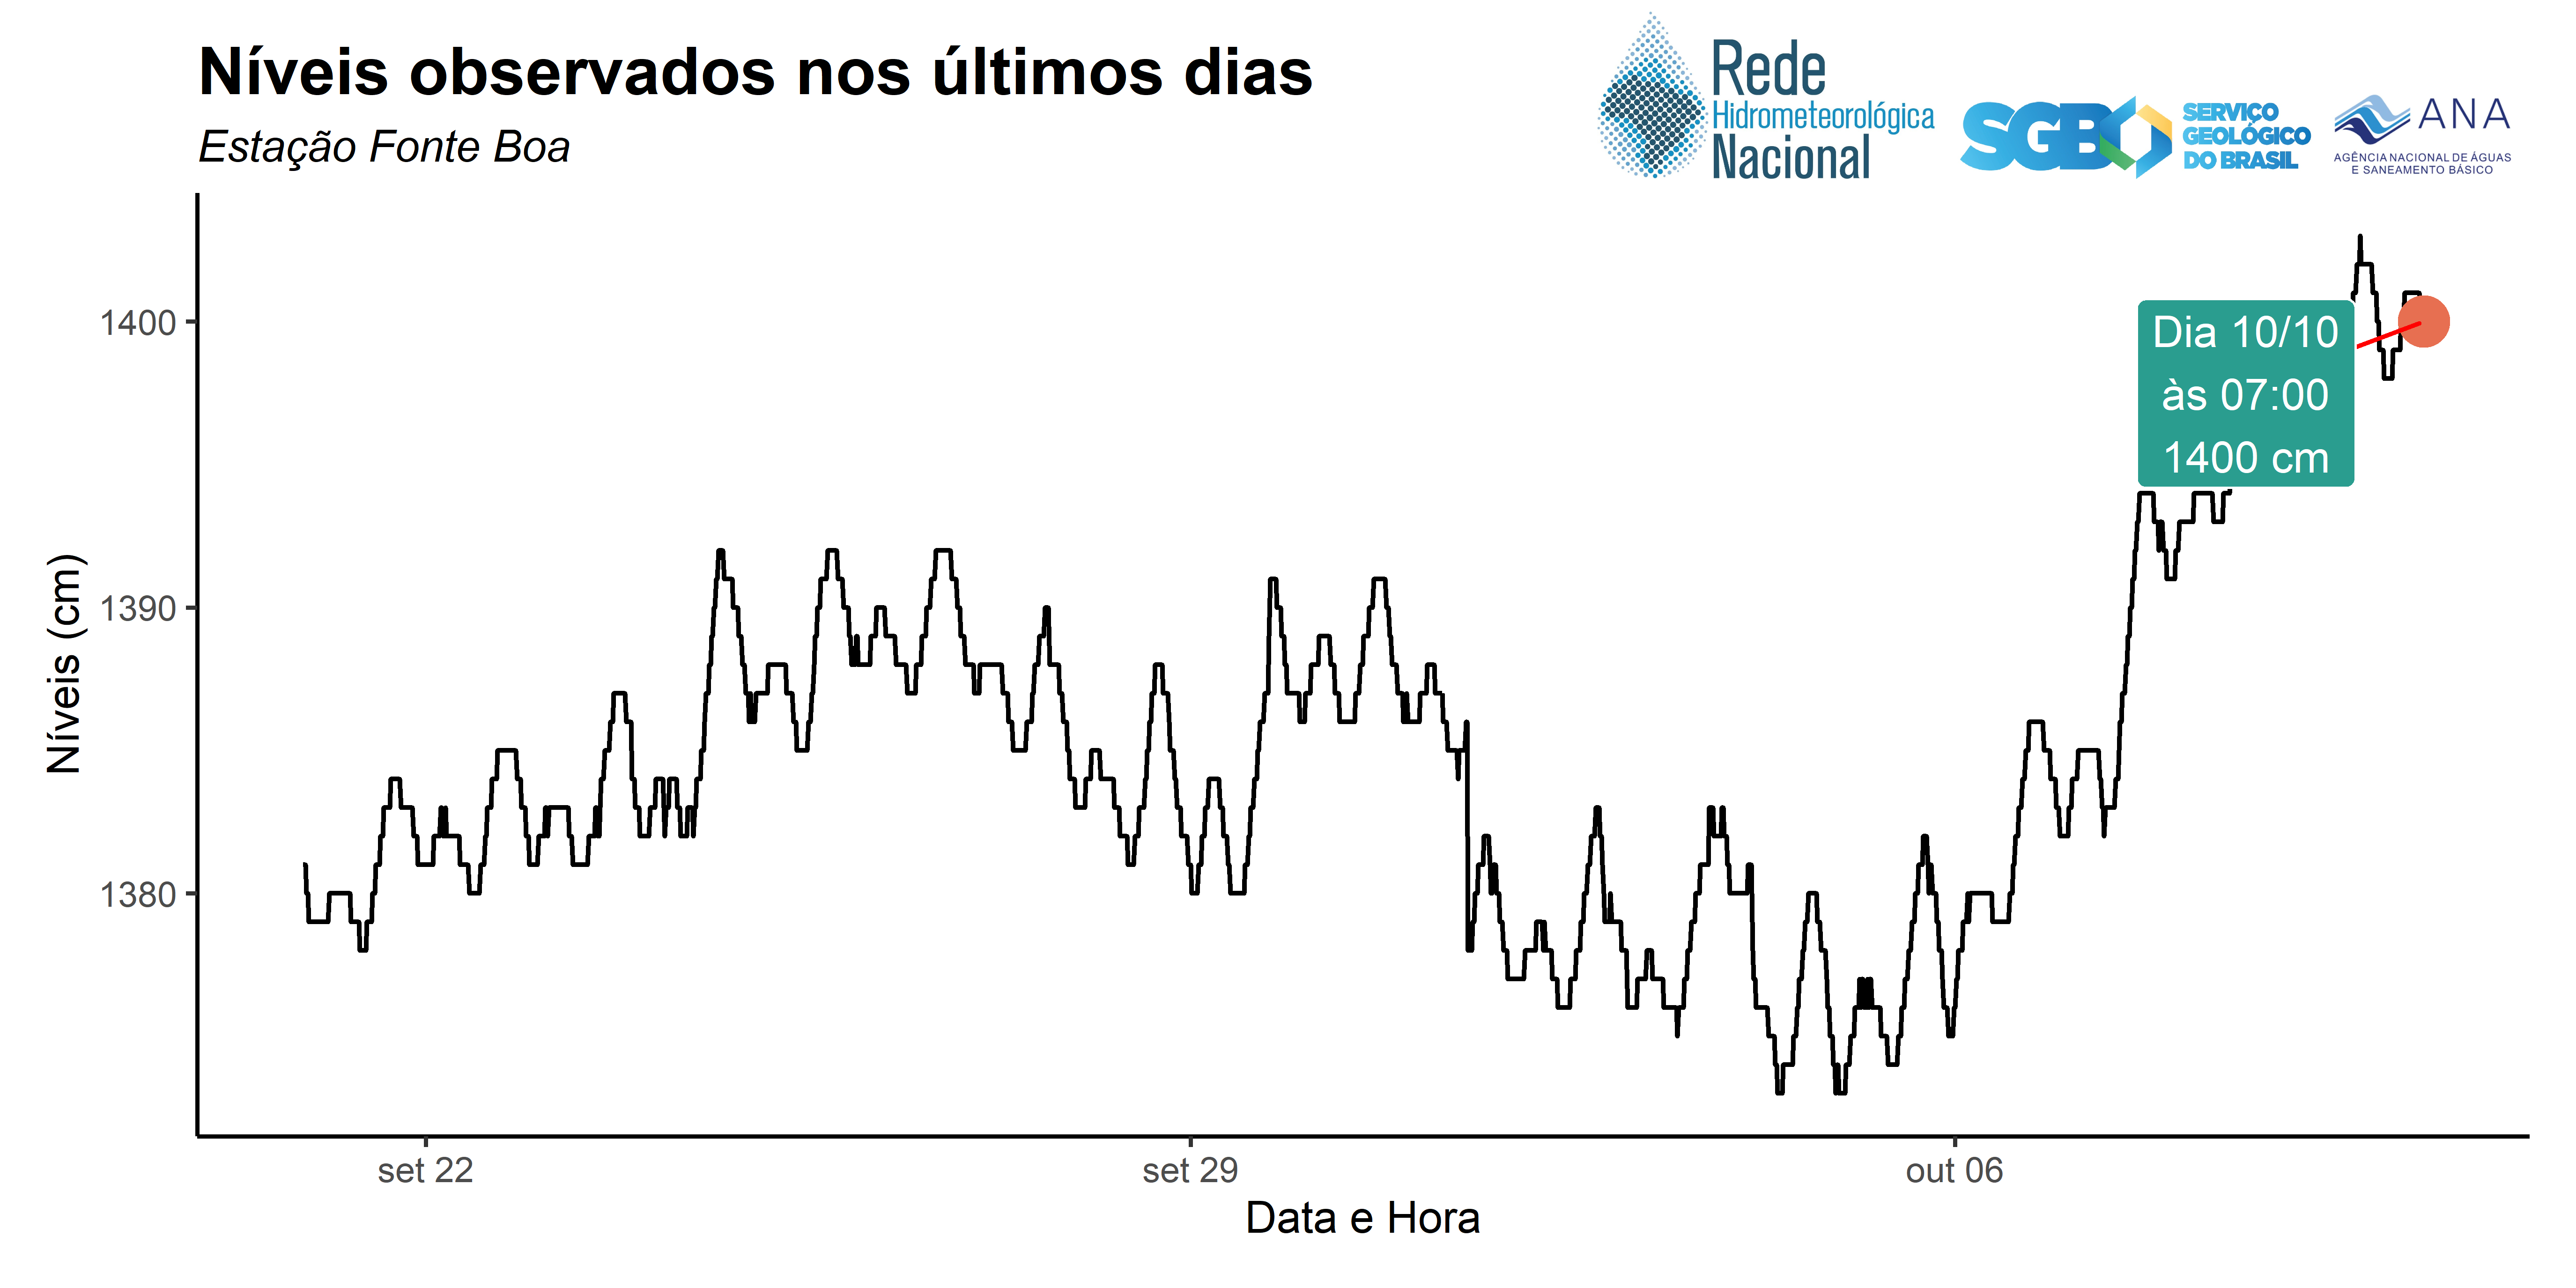 Níveis observados nos últimos dias
Estação Fonte Boa
Rede
Hidrometeorológica
Nacional
SGB
SERVIÇO
GEOLÓGICO
DO BRASIL
ANA
AGÊNCIA NACIONAL DE ÁGUAS
E SANEAMENTO BÁSICO
Níveis (cm)
1400
1390
1380
Dia 10/10
às 07:00
1400 cm
set 22
set 29
out 06
Data e Hora